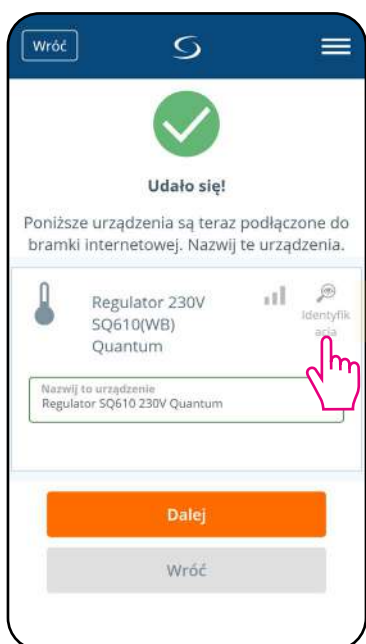 Wróć
Udało się!
Poniższe urządzenia są teraz podłączone do
bramki internetowej. Nazwij te urządzenia.
Regulator 230V
SQ610(WB)
Quantum
Identyfik
acja
Nazwij to urządzenie
Regulator SQ610 230V Quantum
Dalej
Wróć